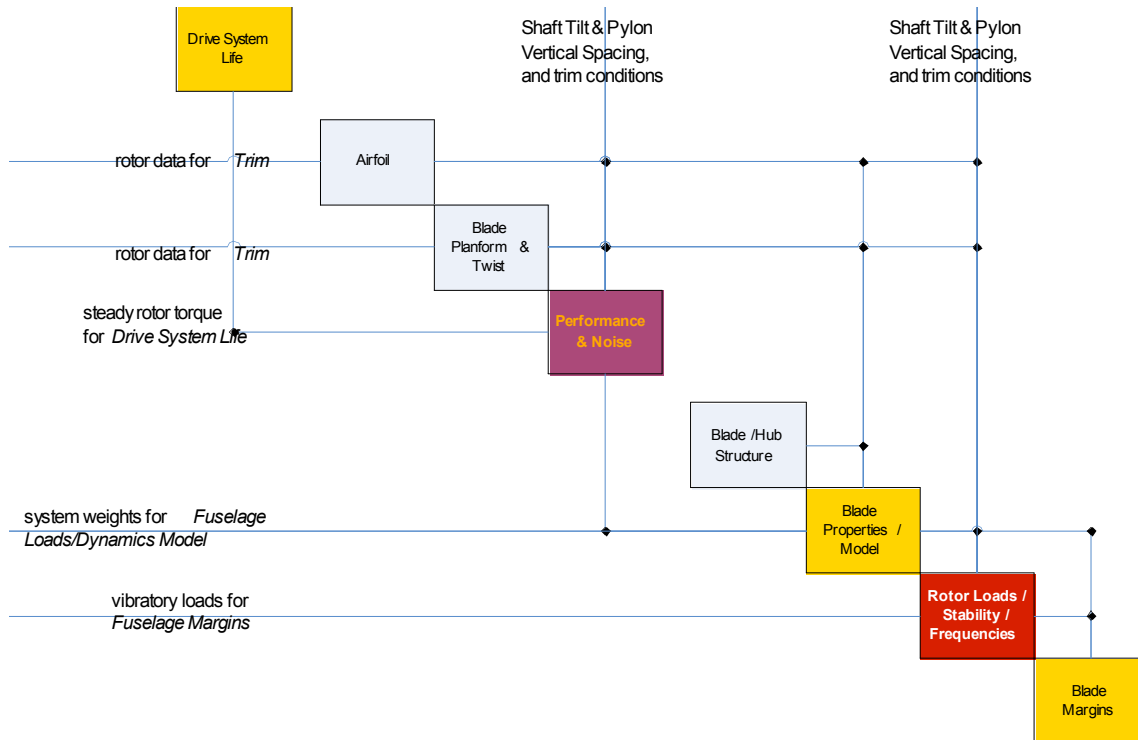 Drive System
Life
Shaft Tilt & Pylon
Vertical Spacing,
and trim conditions
Shaft Tilt & Pylon
Vertical Spacing,
and trim conditions
rotor data for Trim
Airfoil
rotor data for Trim
Blade
Planform &
Twist
steady rotor torque
for Drive System Life
Performance
& Noise
Blade /Hub
Structure
system weights for Fuselage
Loads/Dynamics Model
Blade
Properties /
Model
vibratory loads for
Fuselage Margins
Rotor Loads /
Stability /
Frequencies
Blade
Margins